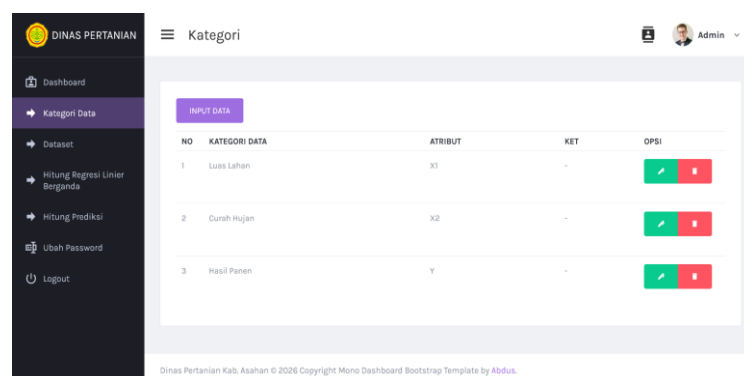 DINAS PERTANIAN
Kategori
Admin
Dashboard
Kategori Data
Dataset
Hitung Regresi Linier
Berganda
Hitung Prediksi
Ubah Password
Logout
INPUT DATA
NO KATEGORI DATA ATRIBUT KET OPSI
1 Luas Lahan X1 -
2 Curah Hujan X2 -
3 Hasil Panen Y -
Dinas Pertanian Kab. Asahan © 2026 Copyright Mono Dashboard Bootstrap Template by Abdus.